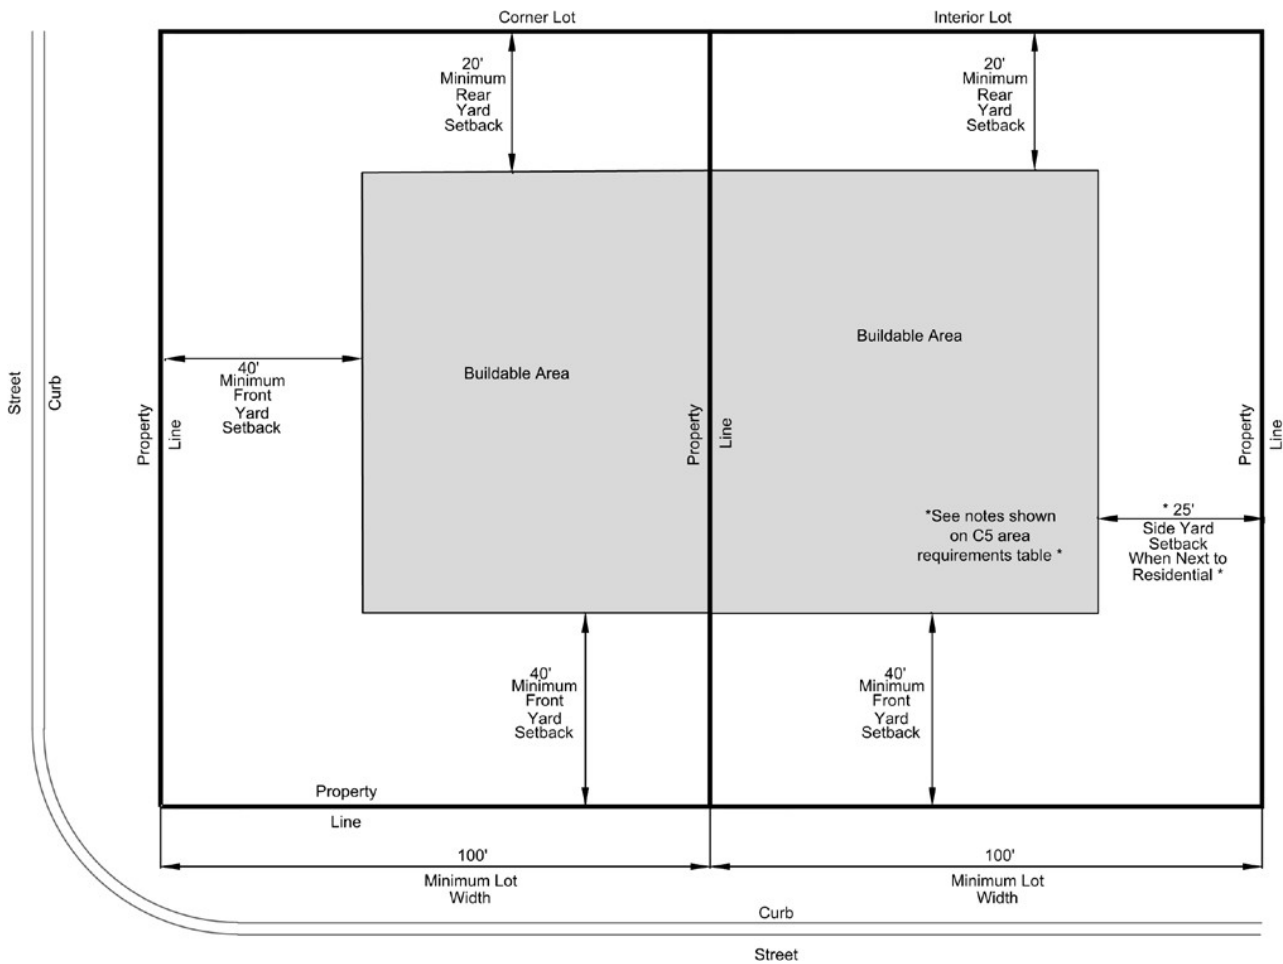 Corner Lot
Interior Lot
20'
Minimum
Rear
Yard
Setback
20'
Minimum
Rear
Yard
Setback
Street
Curb
Property
Line
40'
Minimum
Front
Yard
Setback
Buildable Area
Property
Line
Buildable Area
Property
Line
*See notes shown
on C5 area
requirements table *
* 25'
Side Yard
Setback
When Next to
Residential *
40'
Minimum
Front
Yard
Setback
40'
Minimum
Front
Yard
Setback
Property
Line
100'
Minimum Lot
Width
100'
Minimum Lot
Width
Curb
Street